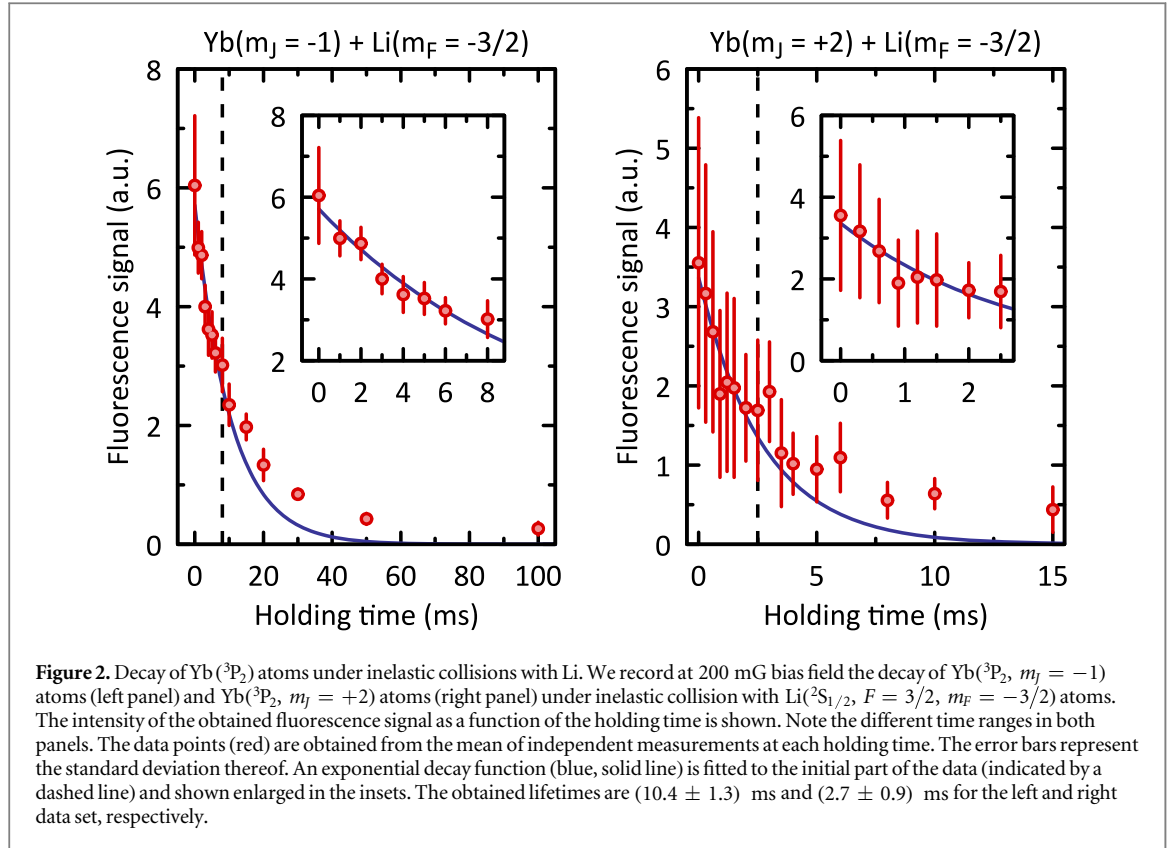 Yb(mJ = -1) + Li(mF = -3/2)
8
6
4
2
0
Fluorescence signal (a.u.)
0 20 40 60 80 100
Holding time (ms)
8
6
4
2
0 2 4 6 8
Yb(mJ = +2) + Li(mF = -3/2)
6
5
4
3
2
1
0
Fluorescence signal (a.u.)
0 5 10 15
Holding time (ms)
6
4
2
0
0 1 2
Figure 2. Decay of Yb(³P₂) atoms under inelastic collisions with Li. We record at 200 mG bias field the decay of Yb(³P₂, mJ = −1)
atoms (left panel) and Yb(³P₂, mJ = +2) atoms (right panel) under inelastic collision with Li(²S₁/₂, F = 3/2, mF = −3/2) atoms.
The intensity of the obtained fluorescence signal as a function of the holding time is shown. Note the different time ranges in both
panels. The data points (red) are obtained from the mean of independent measurements at each holding time. The error bars represent
the standard deviation thereof. An exponential decay function (blue, solid line) is fitted to the initial part of the data (indicated by a
dashed line) and shown enlarged in the insets. The obtained lifetimes are (10.4 ± 1.3) ms and (2.7 ± 0.9) ms for the left and right
data set, respectively.